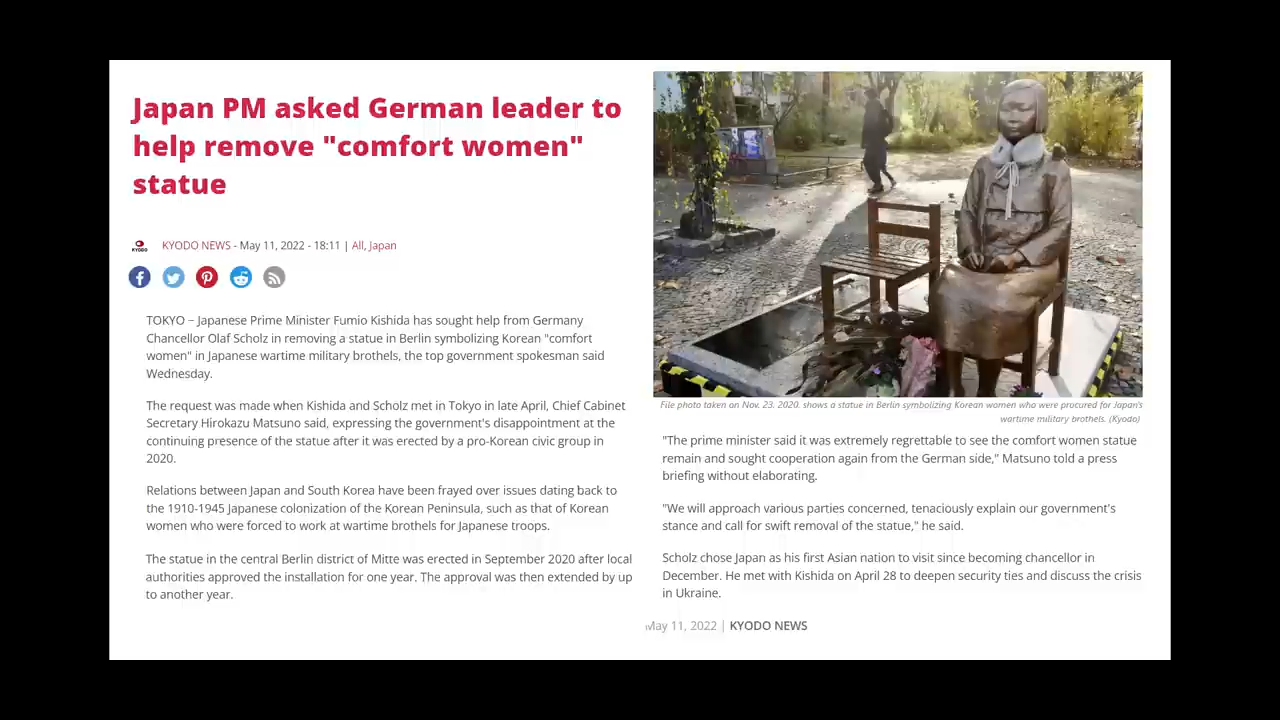 Japan PM asked German leader to
help remove "comfort women"
statue
KYODO
KYODO NEWS - May 11, 2022 - 18:11 | All, Japan
TOKYO – Japanese Prime Minister Fumio Kishida has sought help from Germany
Chancellor Olaf Scholz in removing a statue in Berlin symbolizing Korean "comfort
women" in Japanese wartime military brothels, the top government spokesman said
Wednesday.
The request was made when Kishida and Scholz met in Tokyo in late April, Chief Cabinet
Secretary Hirokazu Matsuno said, expressing the government's disappointment at the
continuing presence of the statue after it was erected by a pro-Korean civic group in
2020.
Relations between Japan and South Korea have been frayed over issues dating back to
the 1910-1945 Japanese colonization of the Korean Peninsula, such as that of Korean
women who were forced to work at wartime brothels for Japanese troops.
The statue in the central Berlin district of Mitte was erected in September 2020 after local
authorities approved the installation for one year. The approval was then extended by up
to another year.
File photo taken on Nov. 23, 2020, shows a statue in Berlin symbolizing Korean women who were procured for Japan's
wartime military brothels. (Kyodo)
"The prime minister said it was extremely regrettable to see the comfort women statue
remain and sought cooperation again from the German side," Matsuno told a press
briefing without elaborating.
"We will approach various parties concerned, tenaciously explain our government's
stance and call for swift removal of the statue," he said.
Scholz chose Japan as his first Asian nation to visit since becoming chancellor in
December. He met with Kishida on April 28 to deepen security ties and discuss the crisis
in Ukraine.
May 11, 2022 | KYODO NEWS